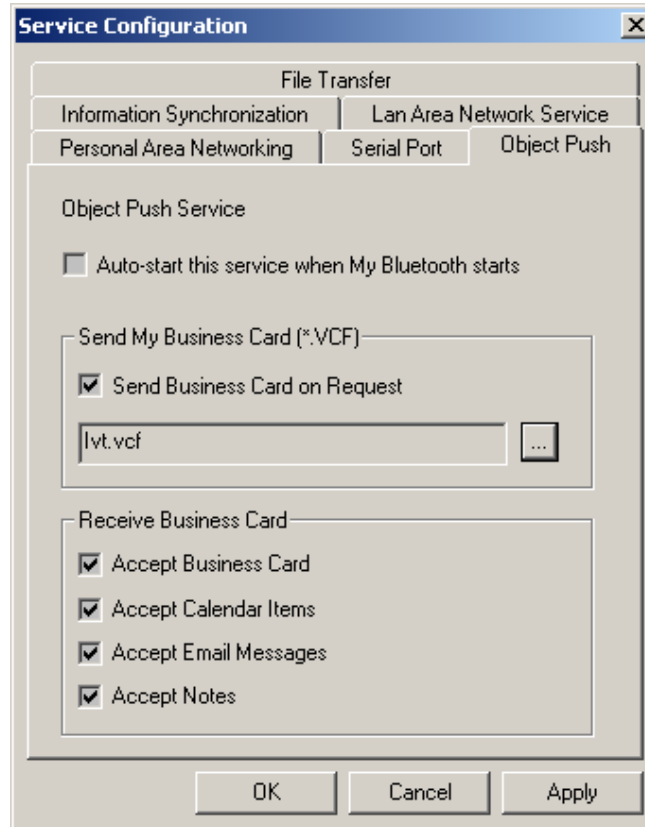 Service Configuration
File Transfer
Information Synchronization
Lan Area Network Service
Personal Area Networking
Serial Port
Object Push
Object Push Service
Auto-start this service when My Bluetooth starts
Send My Business Card (*.VCF)
Send Business Card on Request
Ivt.vcf
...
Receive Business Card
Accept Business Card
Accept Calendar Items
Accept Email Messages
Accept Notes
OK
Cancel
Apply